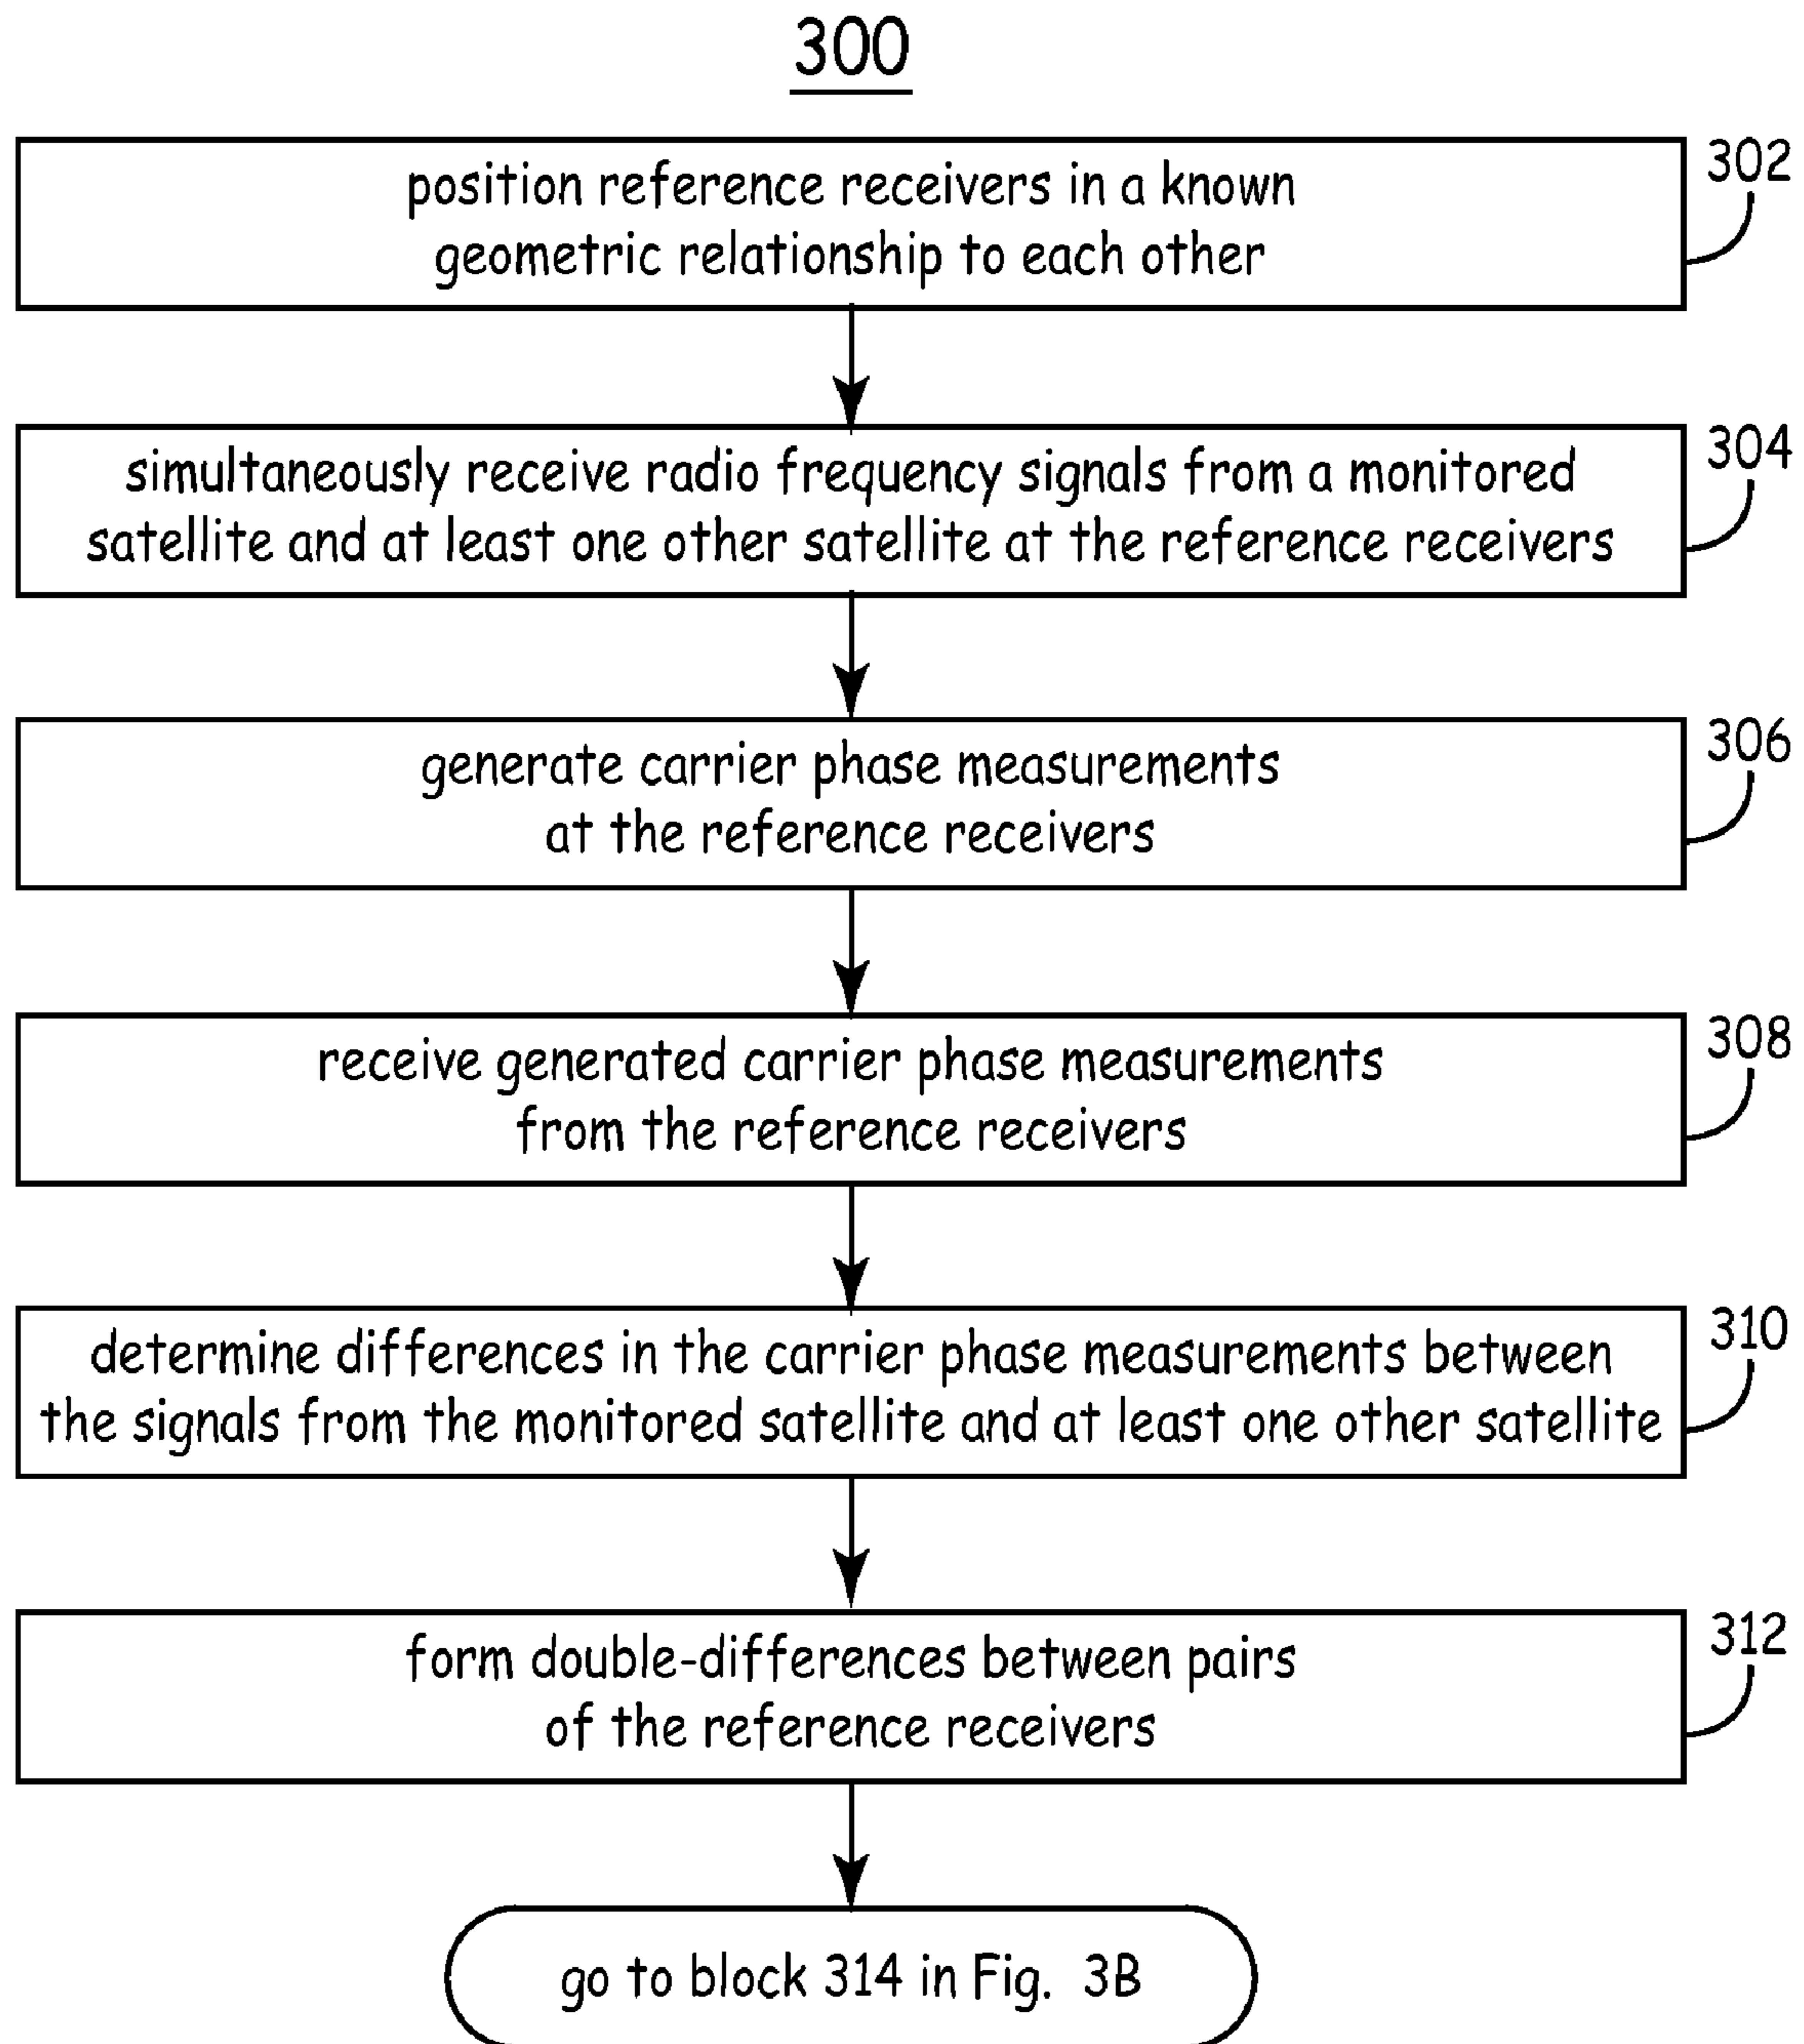 300
302
position reference receivers in a known
geometric relationship to each other
304
simultaneously receive radio frequency signals from a monitored
satellite and at least one other satellite at the reference receivers
306
generate carrier phase measurements
at the reference receivers
308
receive generated carrier phase measurements
from the reference receivers
310
determine differences in the carrier phase measurements between
the signals from the monitored satellite and at least one other satellite
312
form double-differences between pairs
of the reference receivers
go to block 314 in Fig. 3B